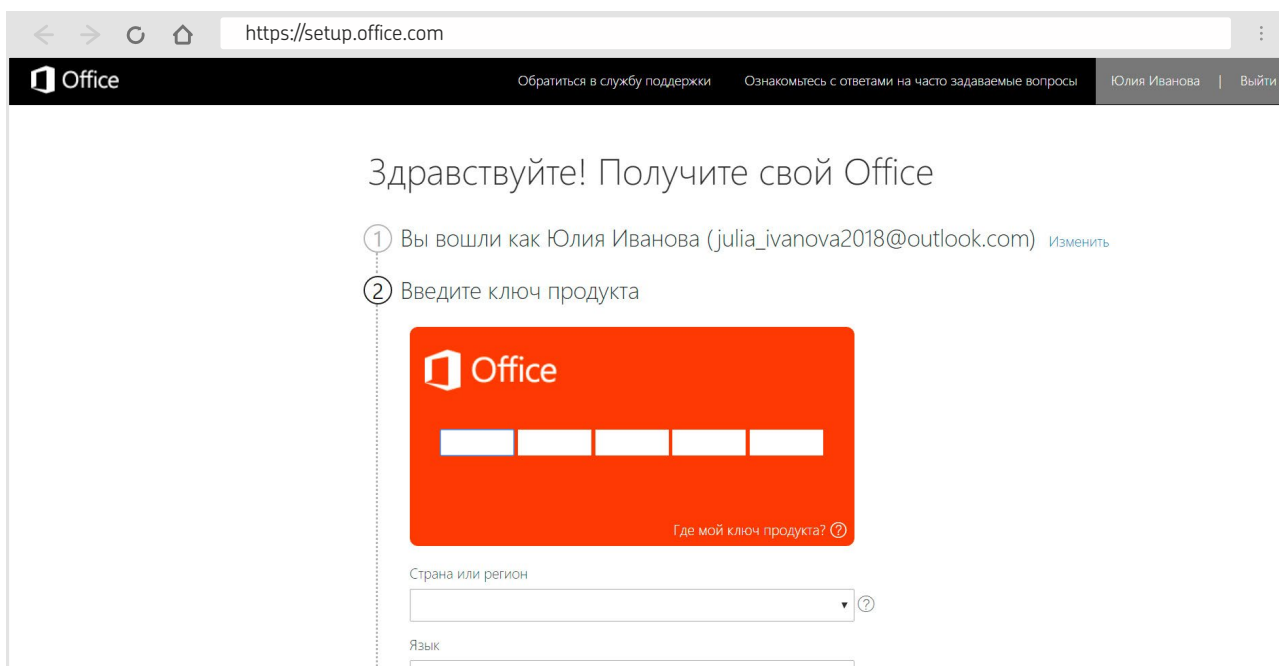 https://setup.office.com
Office Обратиться в службу поддержки Ознакомьтесь с ответами на часто задаваемые вопросы Юлия Иванова | Выйти
Здравствуйте! Получите свой Office
1 Вы вошли как Юлия Иванова (julia_ivanova2018@outlook.com) Изменить
2 Введите ключ продукта
Office
Где мой ключ продукта? ?
Страна или регион
?
Язык